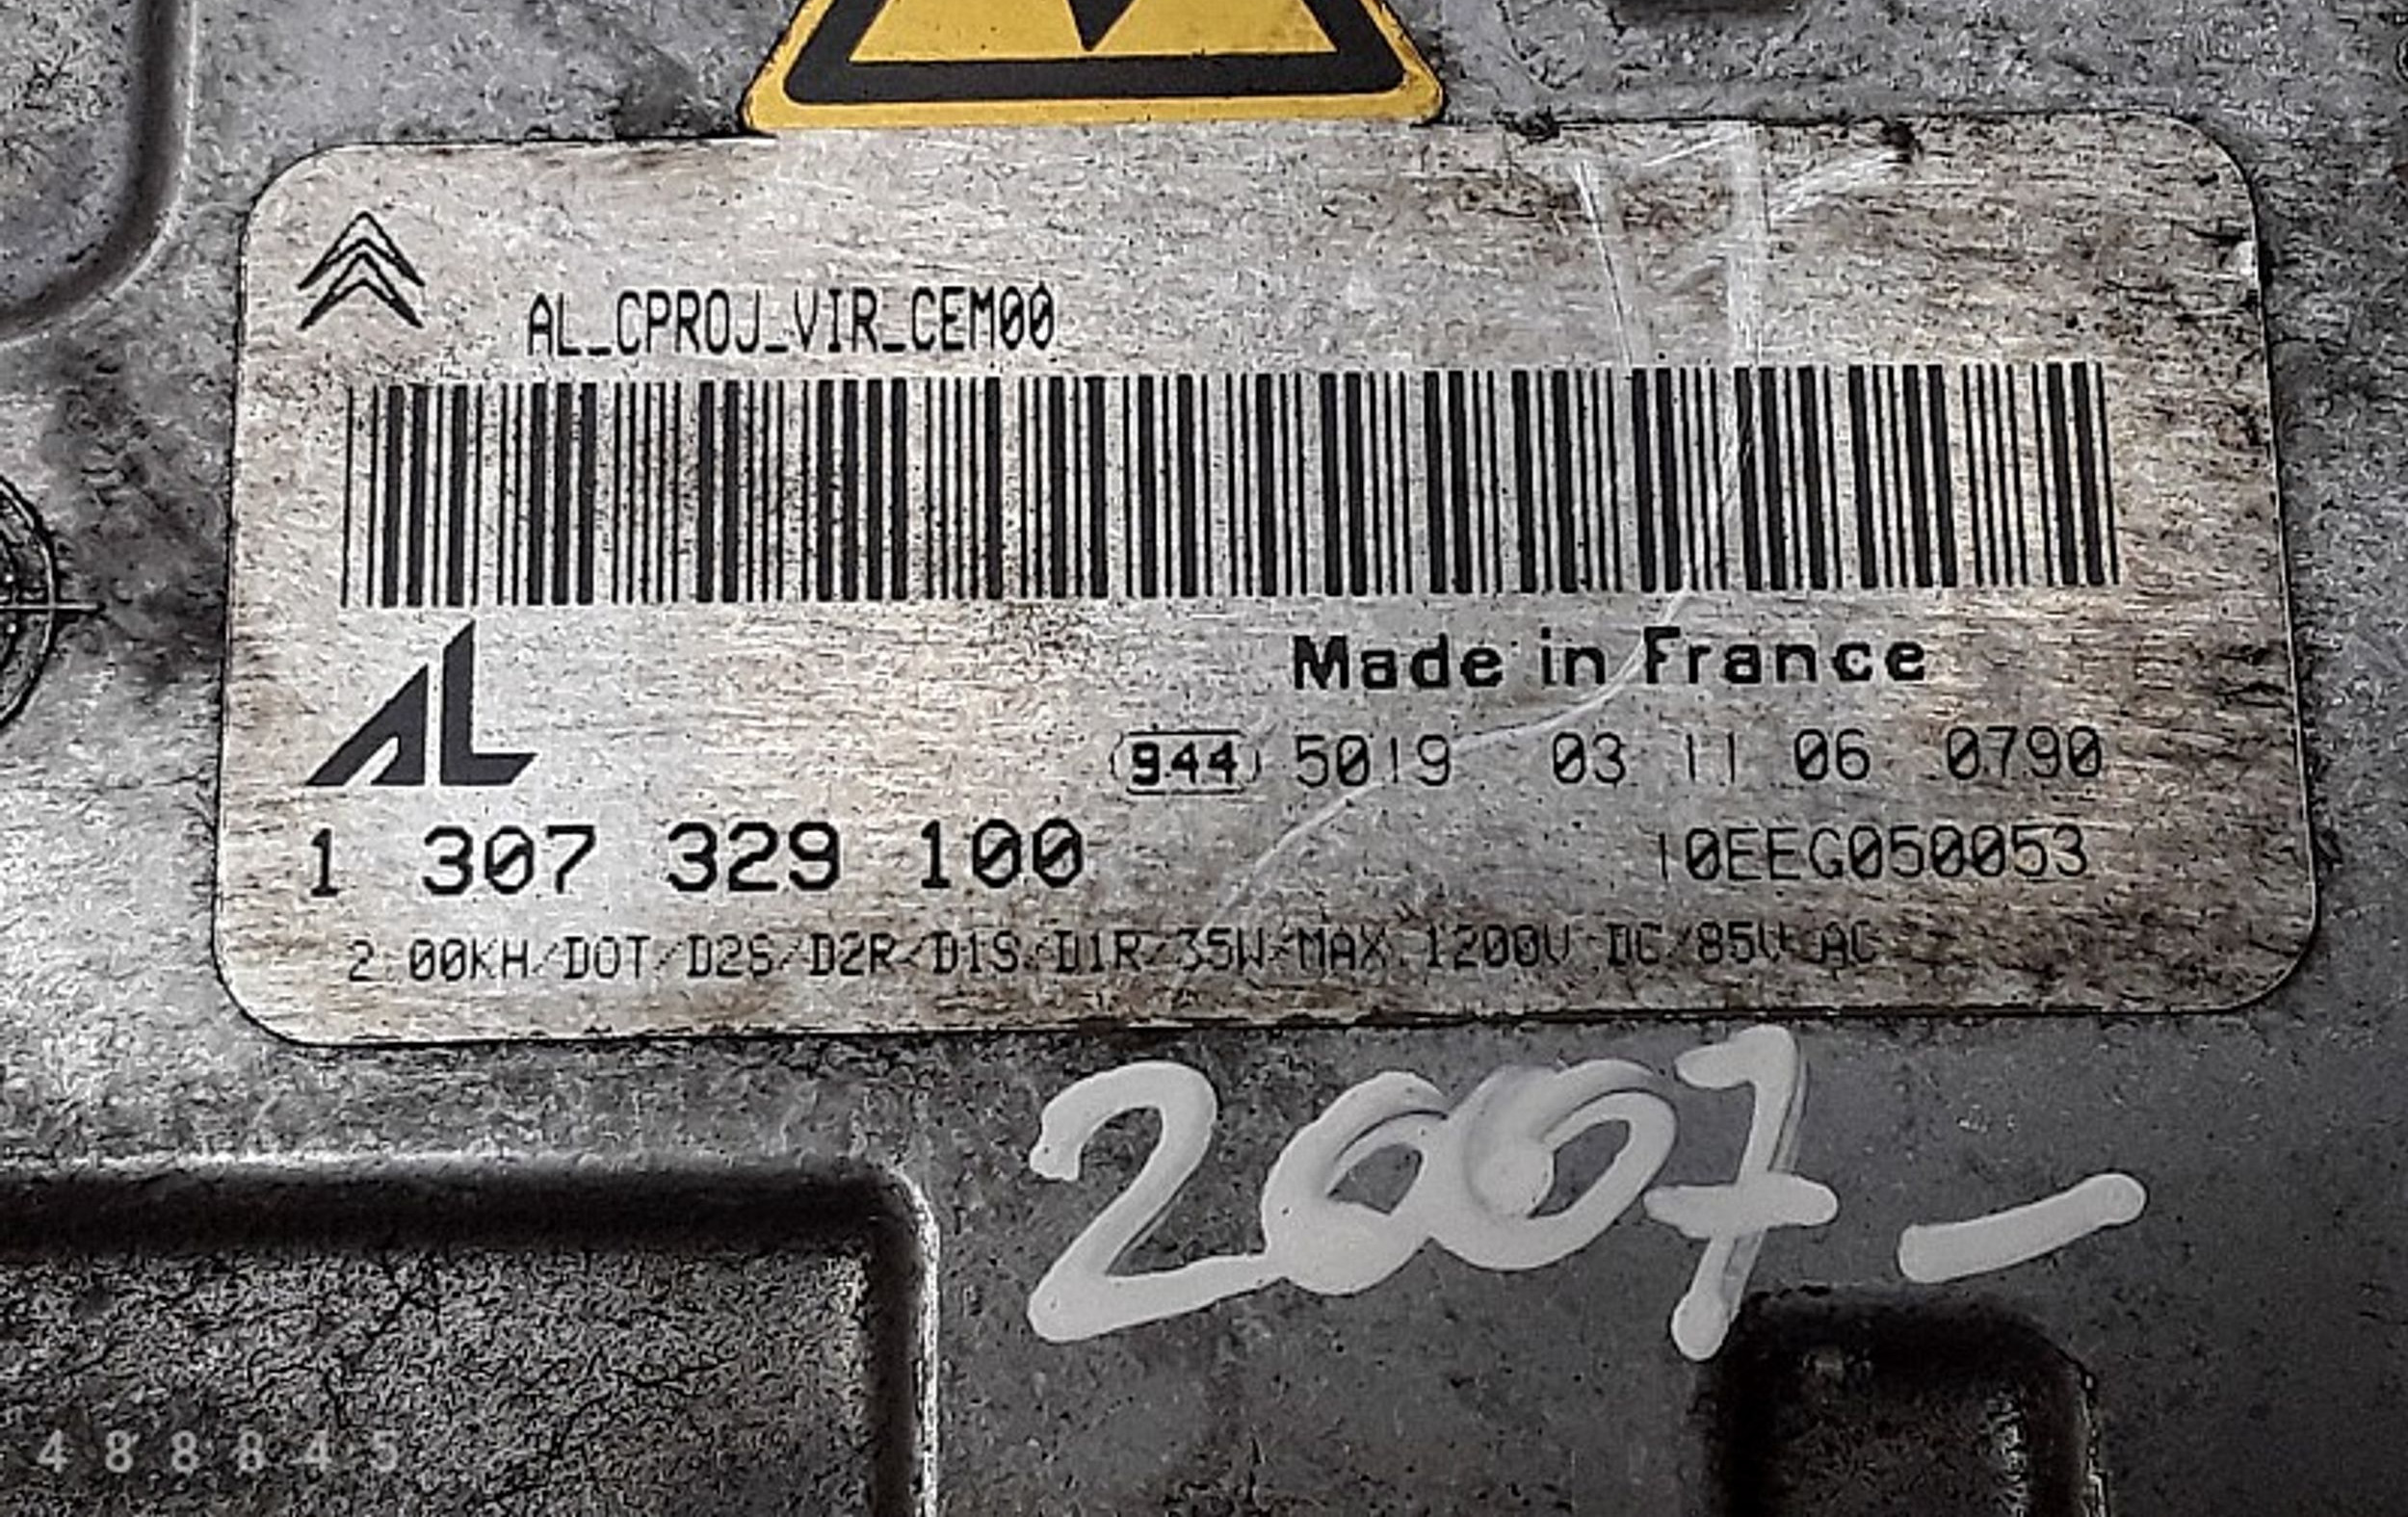 AL_CPROJ_VIR_CEM00
AL
Made in France
944 5019 03 11 06 0790
1 307 329 100
10EEG050053
2.00KH/DOT/D2S/D2R/D1S/D1R/35W/MAX.1200V DC/85V AC
2007-
488845